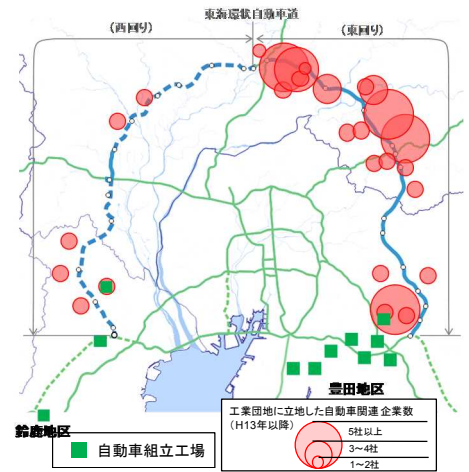 東海環状自動車道
(西回り)
(東回り)
豊田地区
鈴鹿地区
自動車組立工場
工業団地に立地した自動車関連企業数
(H13年以降)
5社以上
3~4社
1~2社